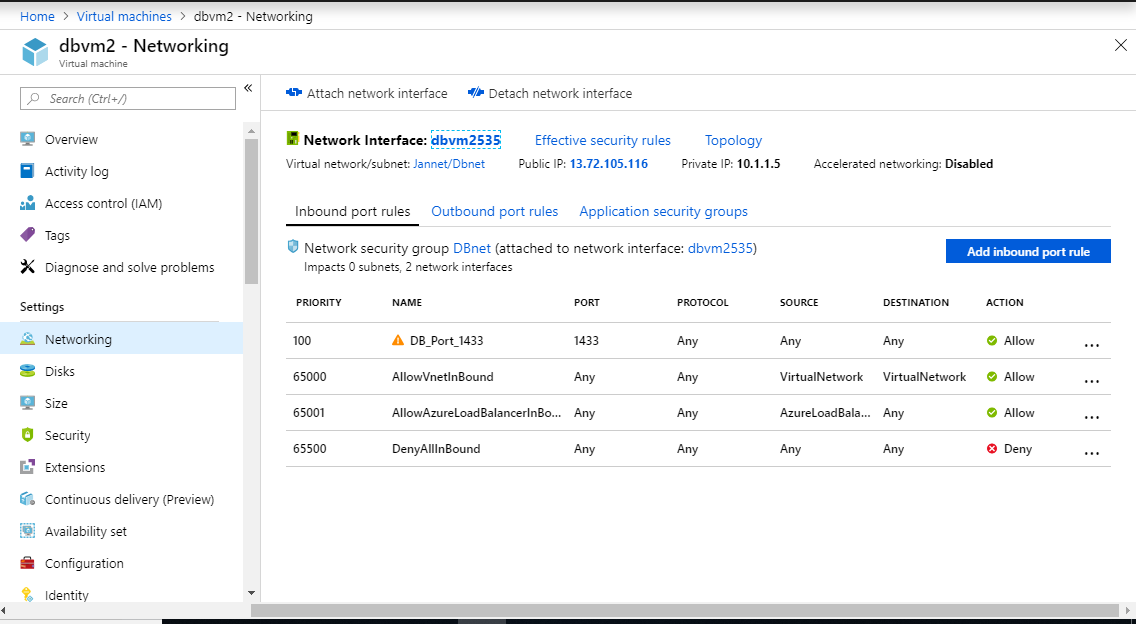 Home > Virtual machines > dbvm2 - Networking
dbvm2 - Networking
Virtual machine
Search (Ctrl+/)
«
Overview
Activity log
Access control (IAM)
Tags
Diagnose and solve problems
Settings
Networking
Disks
Size
Security
Extensions
Continuous delivery (Preview)
Availability set
Configuration
Identity
Attach network interface Detach network interface
Network Interface: dbvm2535 Effective security rules Topology
Virtual network/subnet: Jannet/Dbnet Public IP: 13.72.105.116 Private IP: 10.1.1.5 Accelerated networking: Disabled
Inbound port rules Outbound port rules Application security groups
Network security group DBnet (attached to network interface: dbvm2535)
Impacts 0 subnets, 2 network interfaces
Add inbound port rule
PRIORITY NAME PORT PROTOCOL SOURCE DESTINATION ACTION
100 DB_Port_1433 1433 Any Any Any Allow ...
65000 AllowVnetInBound Any Any VirtualNetwork VirtualNetwork Allow ...
65001 AllowAzureLoadBalancerInBo... Any Any AzureLoadBala... Any Allow ...
65500 DenyAllInBound Any Any Any Any Deny ...